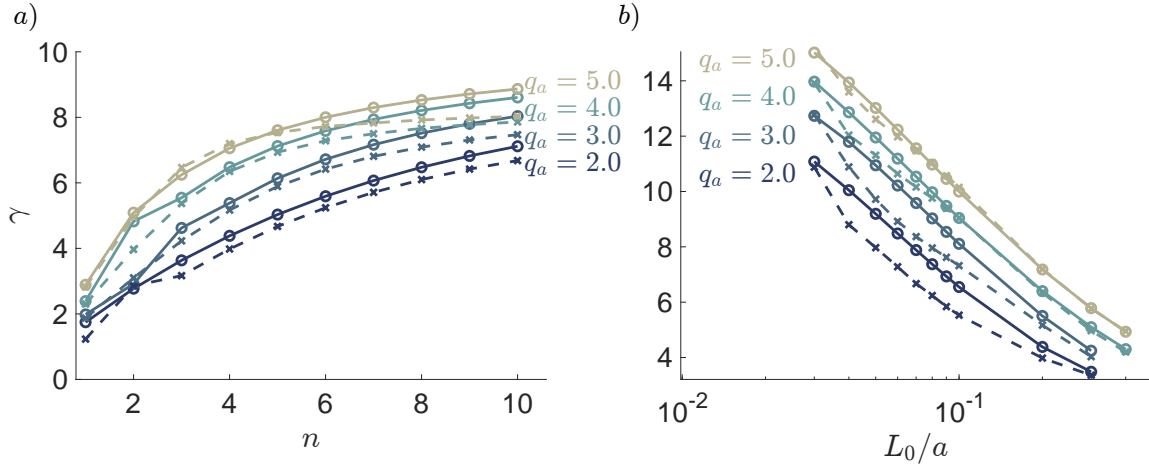 a)
10
8
6
4
2
0
γ
2
4
6
8
10
n
q_a = 5.0
q_a = 4.0
q_a = 3.0
q_a = 2.0
b)
14
12
10
8
6
4
10^-2
10^-1
L_0/a
q_a = 5.0
q_a = 4.0
q_a = 3.0
q_a = 2.0